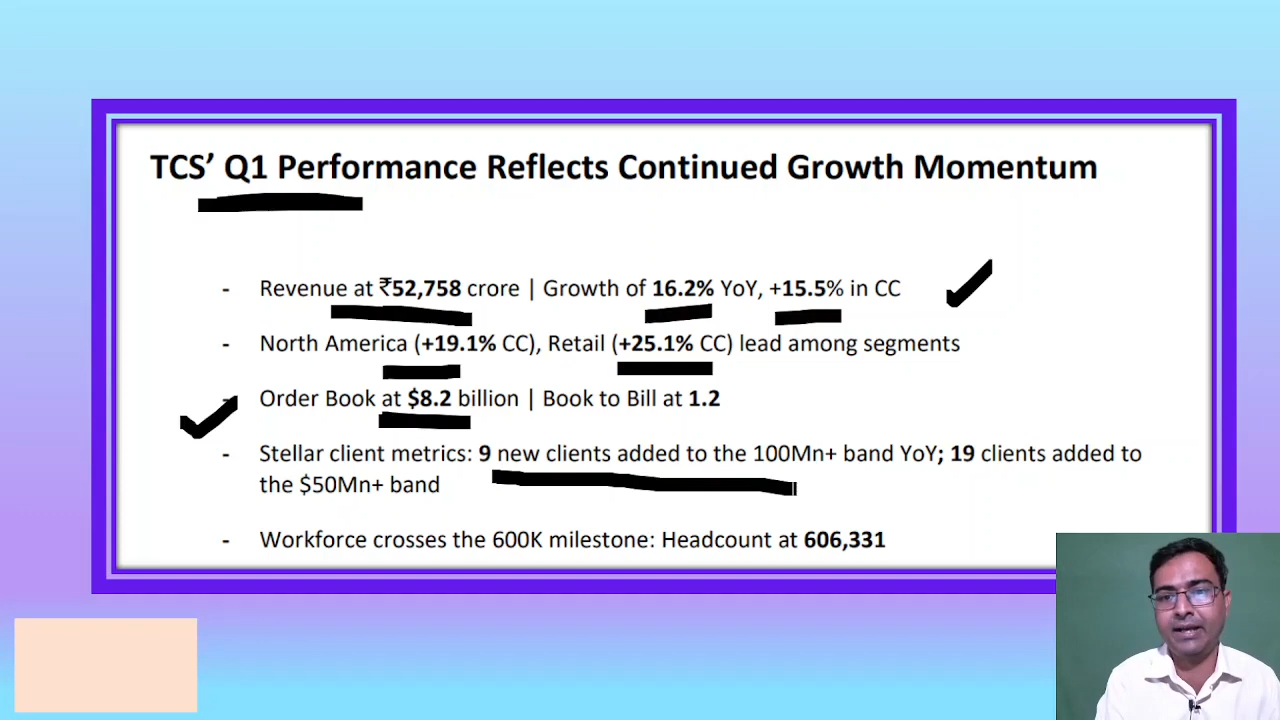 TCS’ Q1 Performance Reflects Continued Growth Momentum
- Revenue at ₹52,758 crore | Growth of 16.2% YoY, +15.5% in CC
- North America (+19.1% CC), Retail (+25.1% CC) lead among segments
- Order Book at $8.2 billion | Book to Bill at 1.2
- Stellar client metrics: 9 new clients added to the 100Mn+ band YoY; 19 clients added to
the $50Mn+ band
- Workforce crosses the 600K milestone: Headcount at 606,331